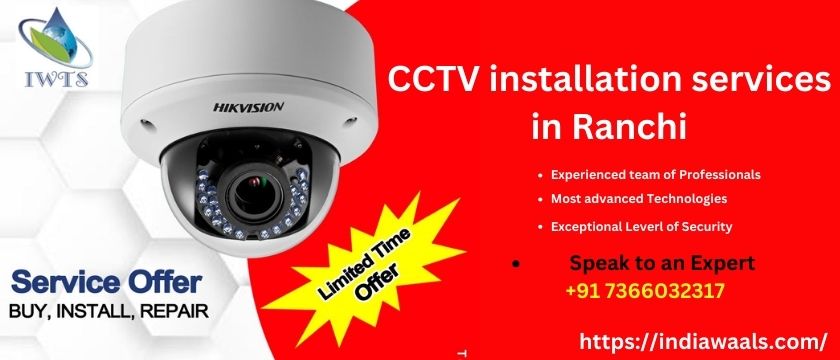 IWTS
HIKVISION
CCTV installation services
in Ranchi
• Experienced team of Professionals
• Most advanced Technologies
• Exceptional Leverl of Security
• Speak to an Expert
+91 7366032317
https://indiawaals.com/
Limited Time
Offer
Service Offer
BUY, INSTALL, REPAIR
T